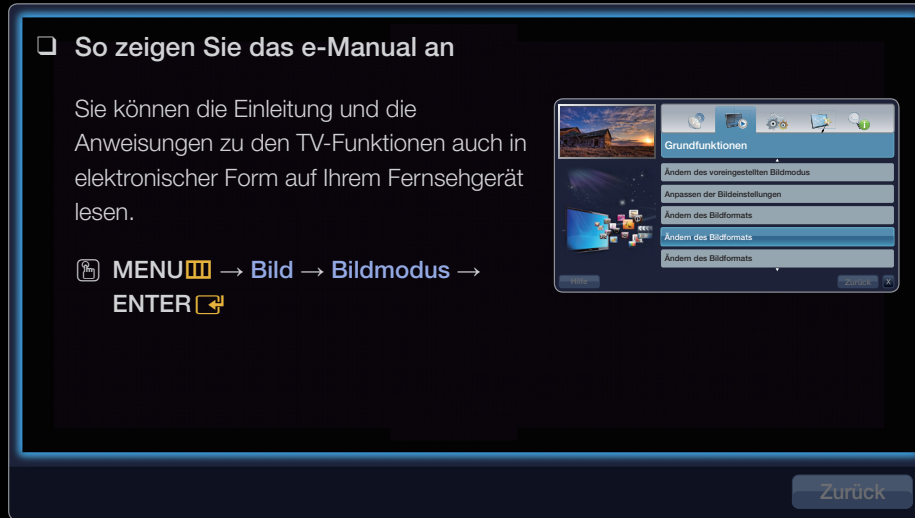 So zeigen Sie das e-Manual an
Sie können die Einleitung und die
Anweisungen zu den TV-Funktionen auch in
elektronischer Form auf Ihrem Fernsehgerät
lesen.
MENU → Bild → Bildmodus →
ENTER
Grundfunktionen
Ändern des voreingestellten Bildmodus
Anpassen der Bildeinstellungen
Ändern des Bildformats
Ändern des Bildformats
Ändern des Bildformats
Hilfe
Zurück X
Zurück